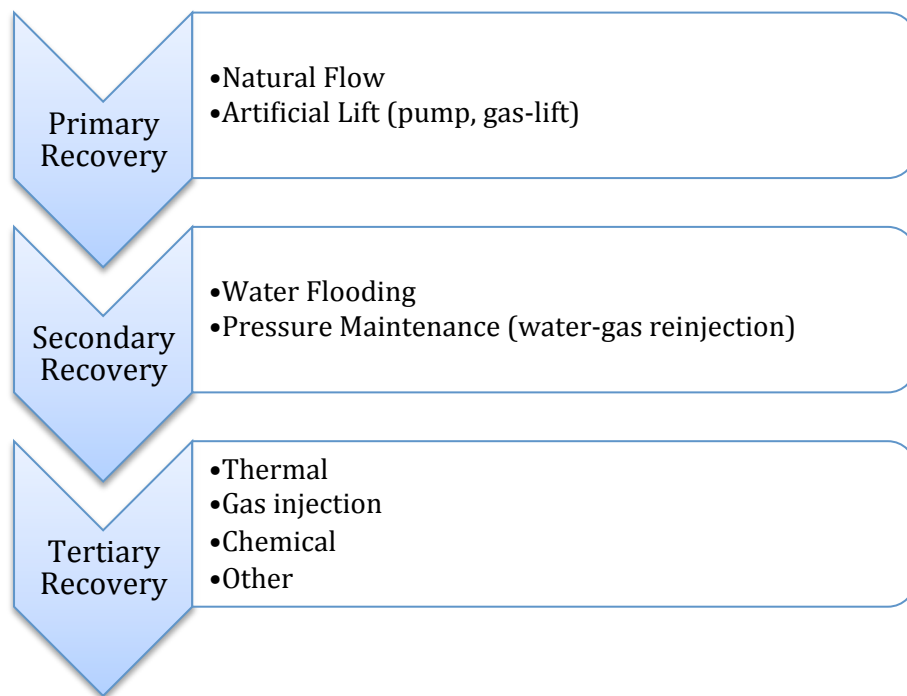 Primary
Recovery
•Natural Flow
•Artificial Lift (pump, gas-lift)
Secondary
Recovery
•Water Flooding
•Pressure Maintenance (water-gas reinjection)
Tertiary
Recovery
•Thermal
•Gas injection
•Chemical
•Other